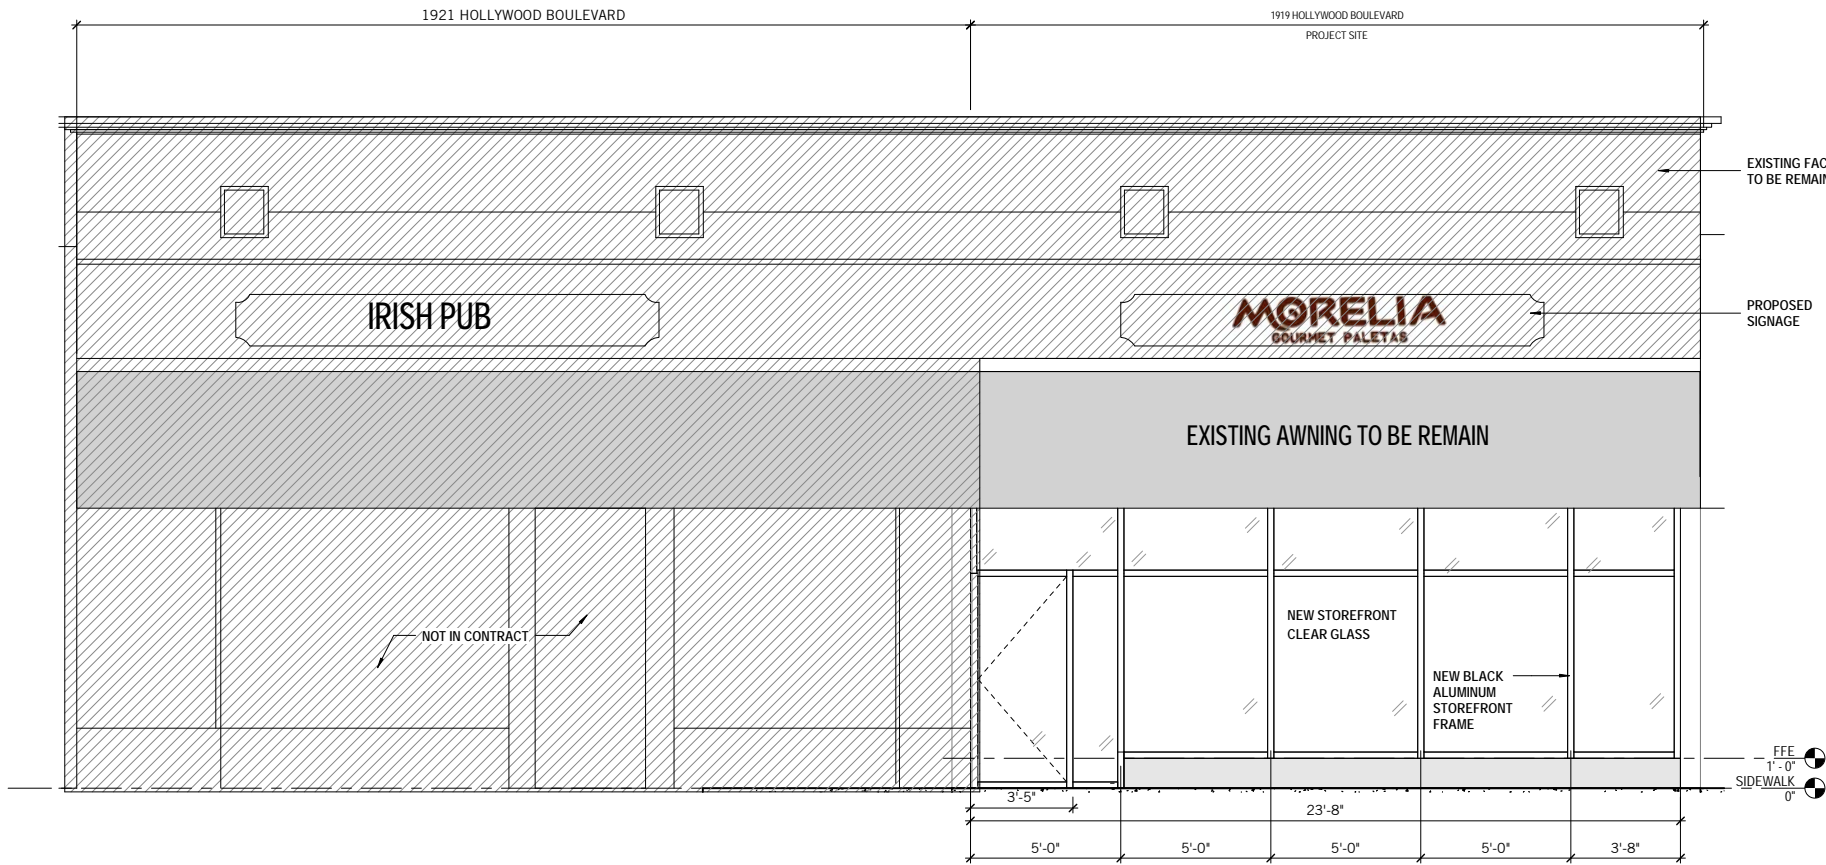 1921 HOLLYWOOD BOULEVARD
1919 HOLLYWOOD BOULEVARD
PROJECT SITE
EXISTING FAC
TO BE REMAIN
IRISH PUB
MORELIA
GOURMET PALETAS
PROPOSED
SIGNAGE
EXISTING AWNING TO BE REMAIN
NOT IN CONTRACT
NEW STOREFRONT
CLEAR GLASS
NEW BLACK
ALUMINUM
STOREFRONT
FRAME
FFE
1'-0"
SIDEWALK
0"
3'-5"
23'-8"
5'-0"
5'-0"
5'-0"
5'-0"
3'-8"